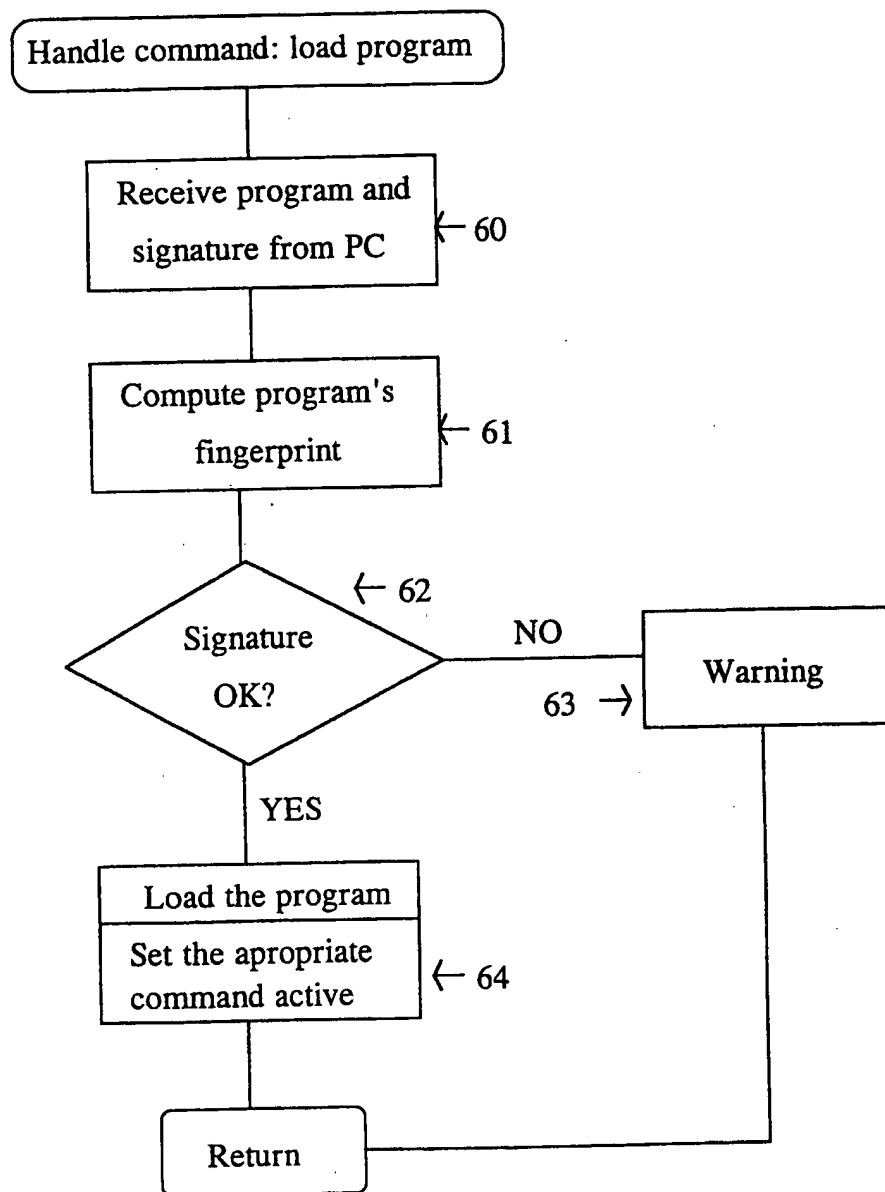 Handle command: load program
Receive program and
signature from PC
← 60
Compute program's
fingerprint
← 61
← 62
Signature
OK?
NO
63 →
Warning
YES
Load the program
Set the apropriate
command active
← 64
Return